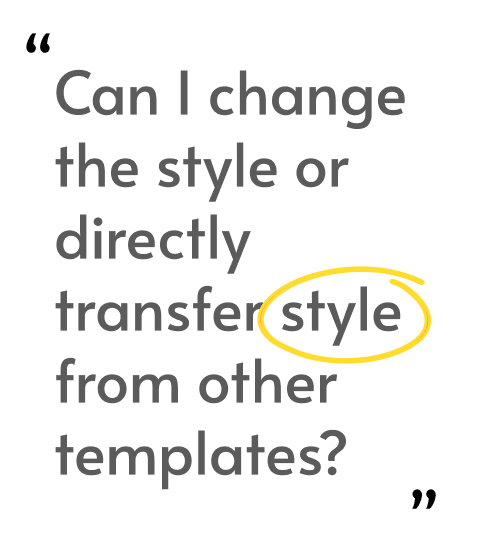 “
Can I change
the style or
directly
transfer style
from other
templates?
”